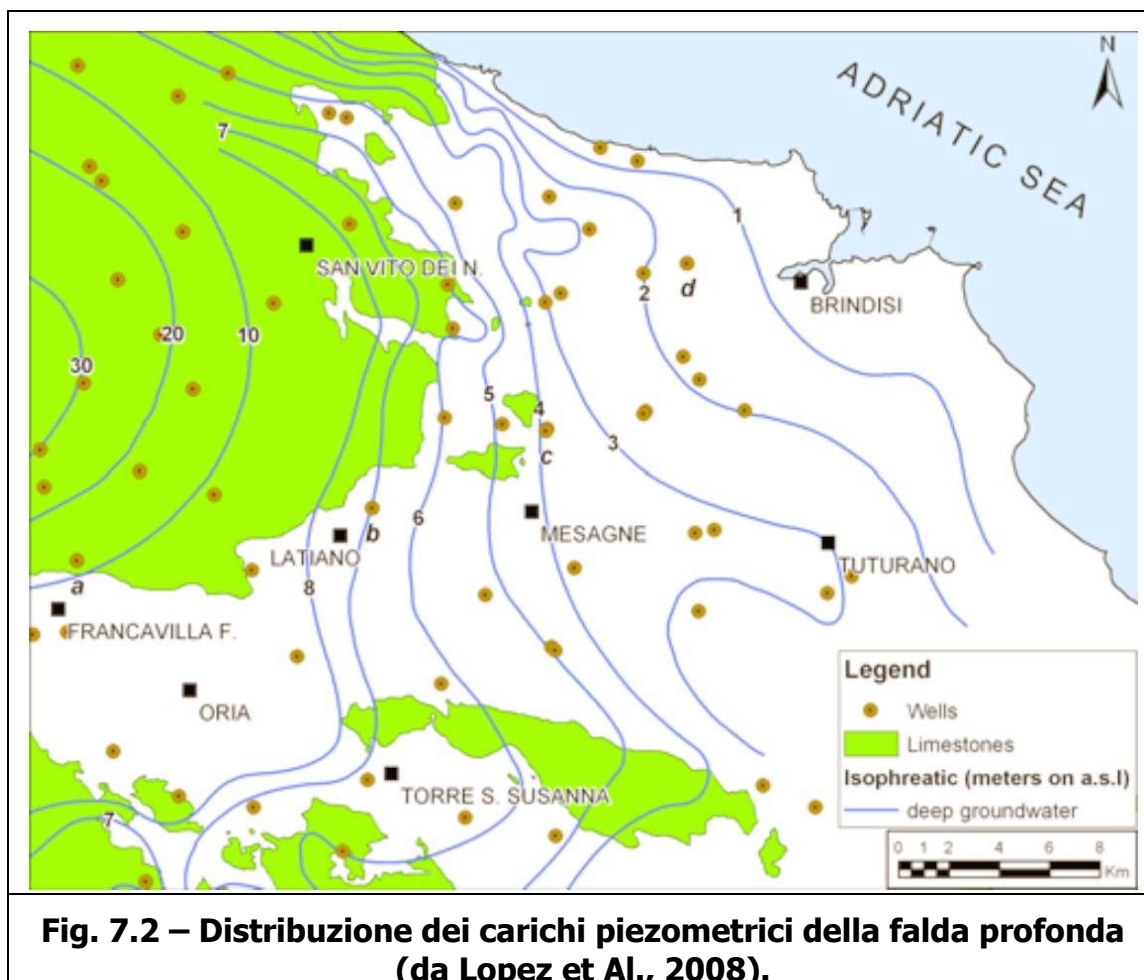 N
ADRIATIC SEA
7
1
SAN VITO DEI N.
d
2
BRINDISI
20
10
30
5
4
3
c
6
MESAGNE
b
LATIANO
TUTURANO
8
a
FRANCAVILLA F.
ORIA
TORRE S. SUSANNA
7
Legend
Wells
Limestones
Isophreatic (meters on a.s.l)
deep groundwater
0 1 2 4 6 8
Km
Fig. 7.2 – Distribuzione dei carichi piezometrici della falda profonda
(da Lopez et Al., 2008).